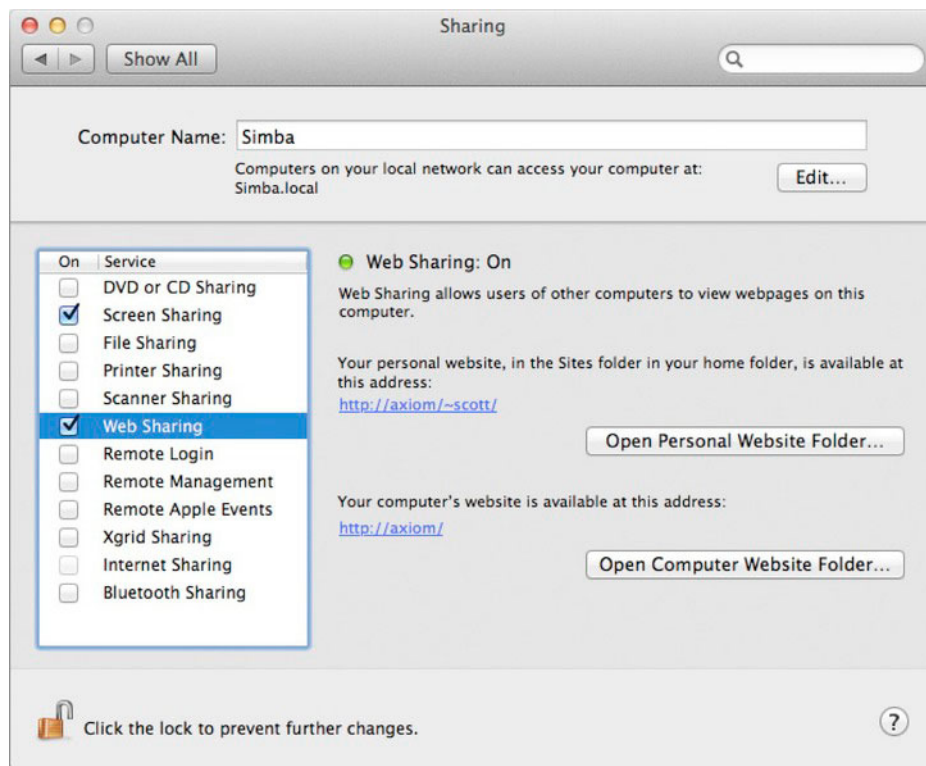 Sharing
Show All
Computer Name: Simba
Computers on your local network can access your computer at:
Simba.local
Edit...
On Service
DVD or CD Sharing
Screen Sharing
File Sharing
Printer Sharing
Scanner Sharing
Web Sharing
Remote Login
Remote Management
Remote Apple Events
Xgrid Sharing
Internet Sharing
Bluetooth Sharing
Web Sharing: On
Web Sharing allows users of other computers to view webpages on this
computer.
Your personal website, in the Sites folder in your home folder, is available at
this address:
http://axiom/~scott/
Open Personal Website Folder...
Your computer's website is available at this address:
http://axiom/
Open Computer Website Folder...
Click the lock to prevent further changes.
?